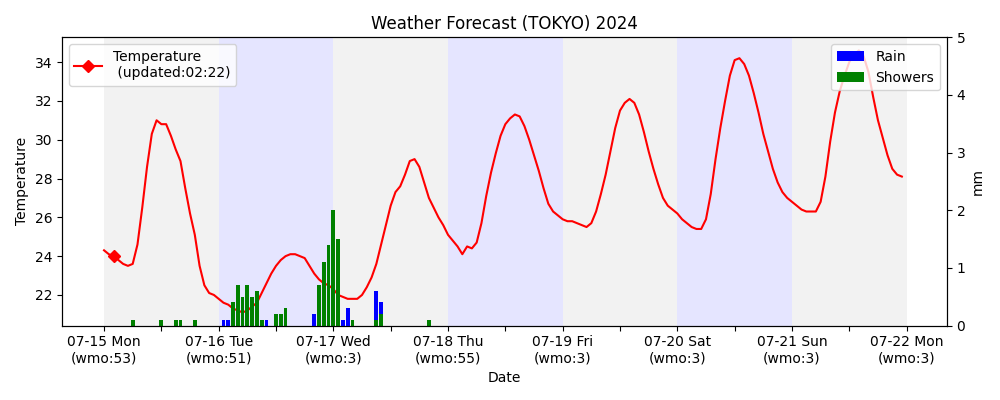 Weather Forecast (TOKYO) 2024
Temperature
(updated:02:22)
Rain
Showers
Temperature
34
32
30
28
26
24
22
5
4
3
2
1
0
mm
07-15 Mon 07-16 Tue 07-17 Wed 07-18 Thu 07-19 Fri 07-20 Sat 07-21 Sun 07-22 Mon
(wmo:53) (wmo:51) (wmo:3) (wmo:55) (wmo:3) (wmo:3) (wmo:3) (wmo:3)
Date